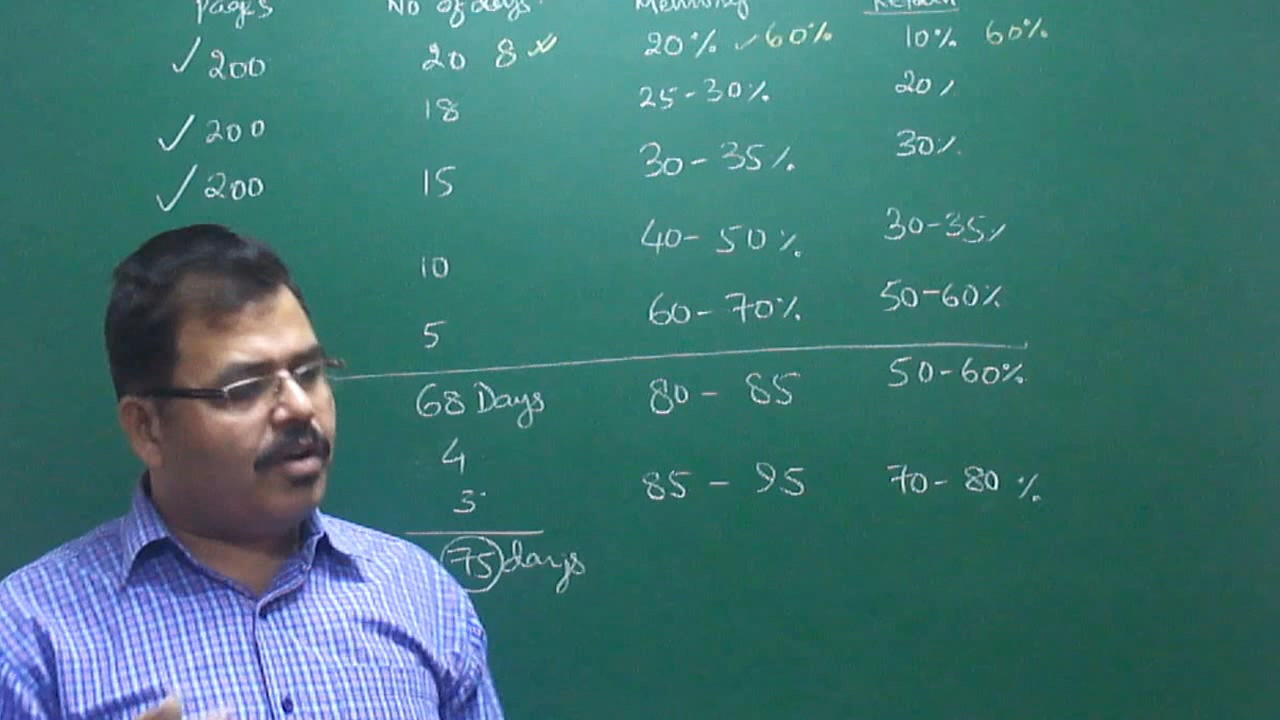 Pages No of days. Memory Retain
✓ 200 20 8 20% ✓ 60% 10% 60%
✓ 200 18 25-30% 20%
✓ 200 15 30-35% 30%
10 40-50% 30-35%
5 60-70% 50-60%
68 Days 80-85 50-60%
4
3 85-95 70-80%
75 days